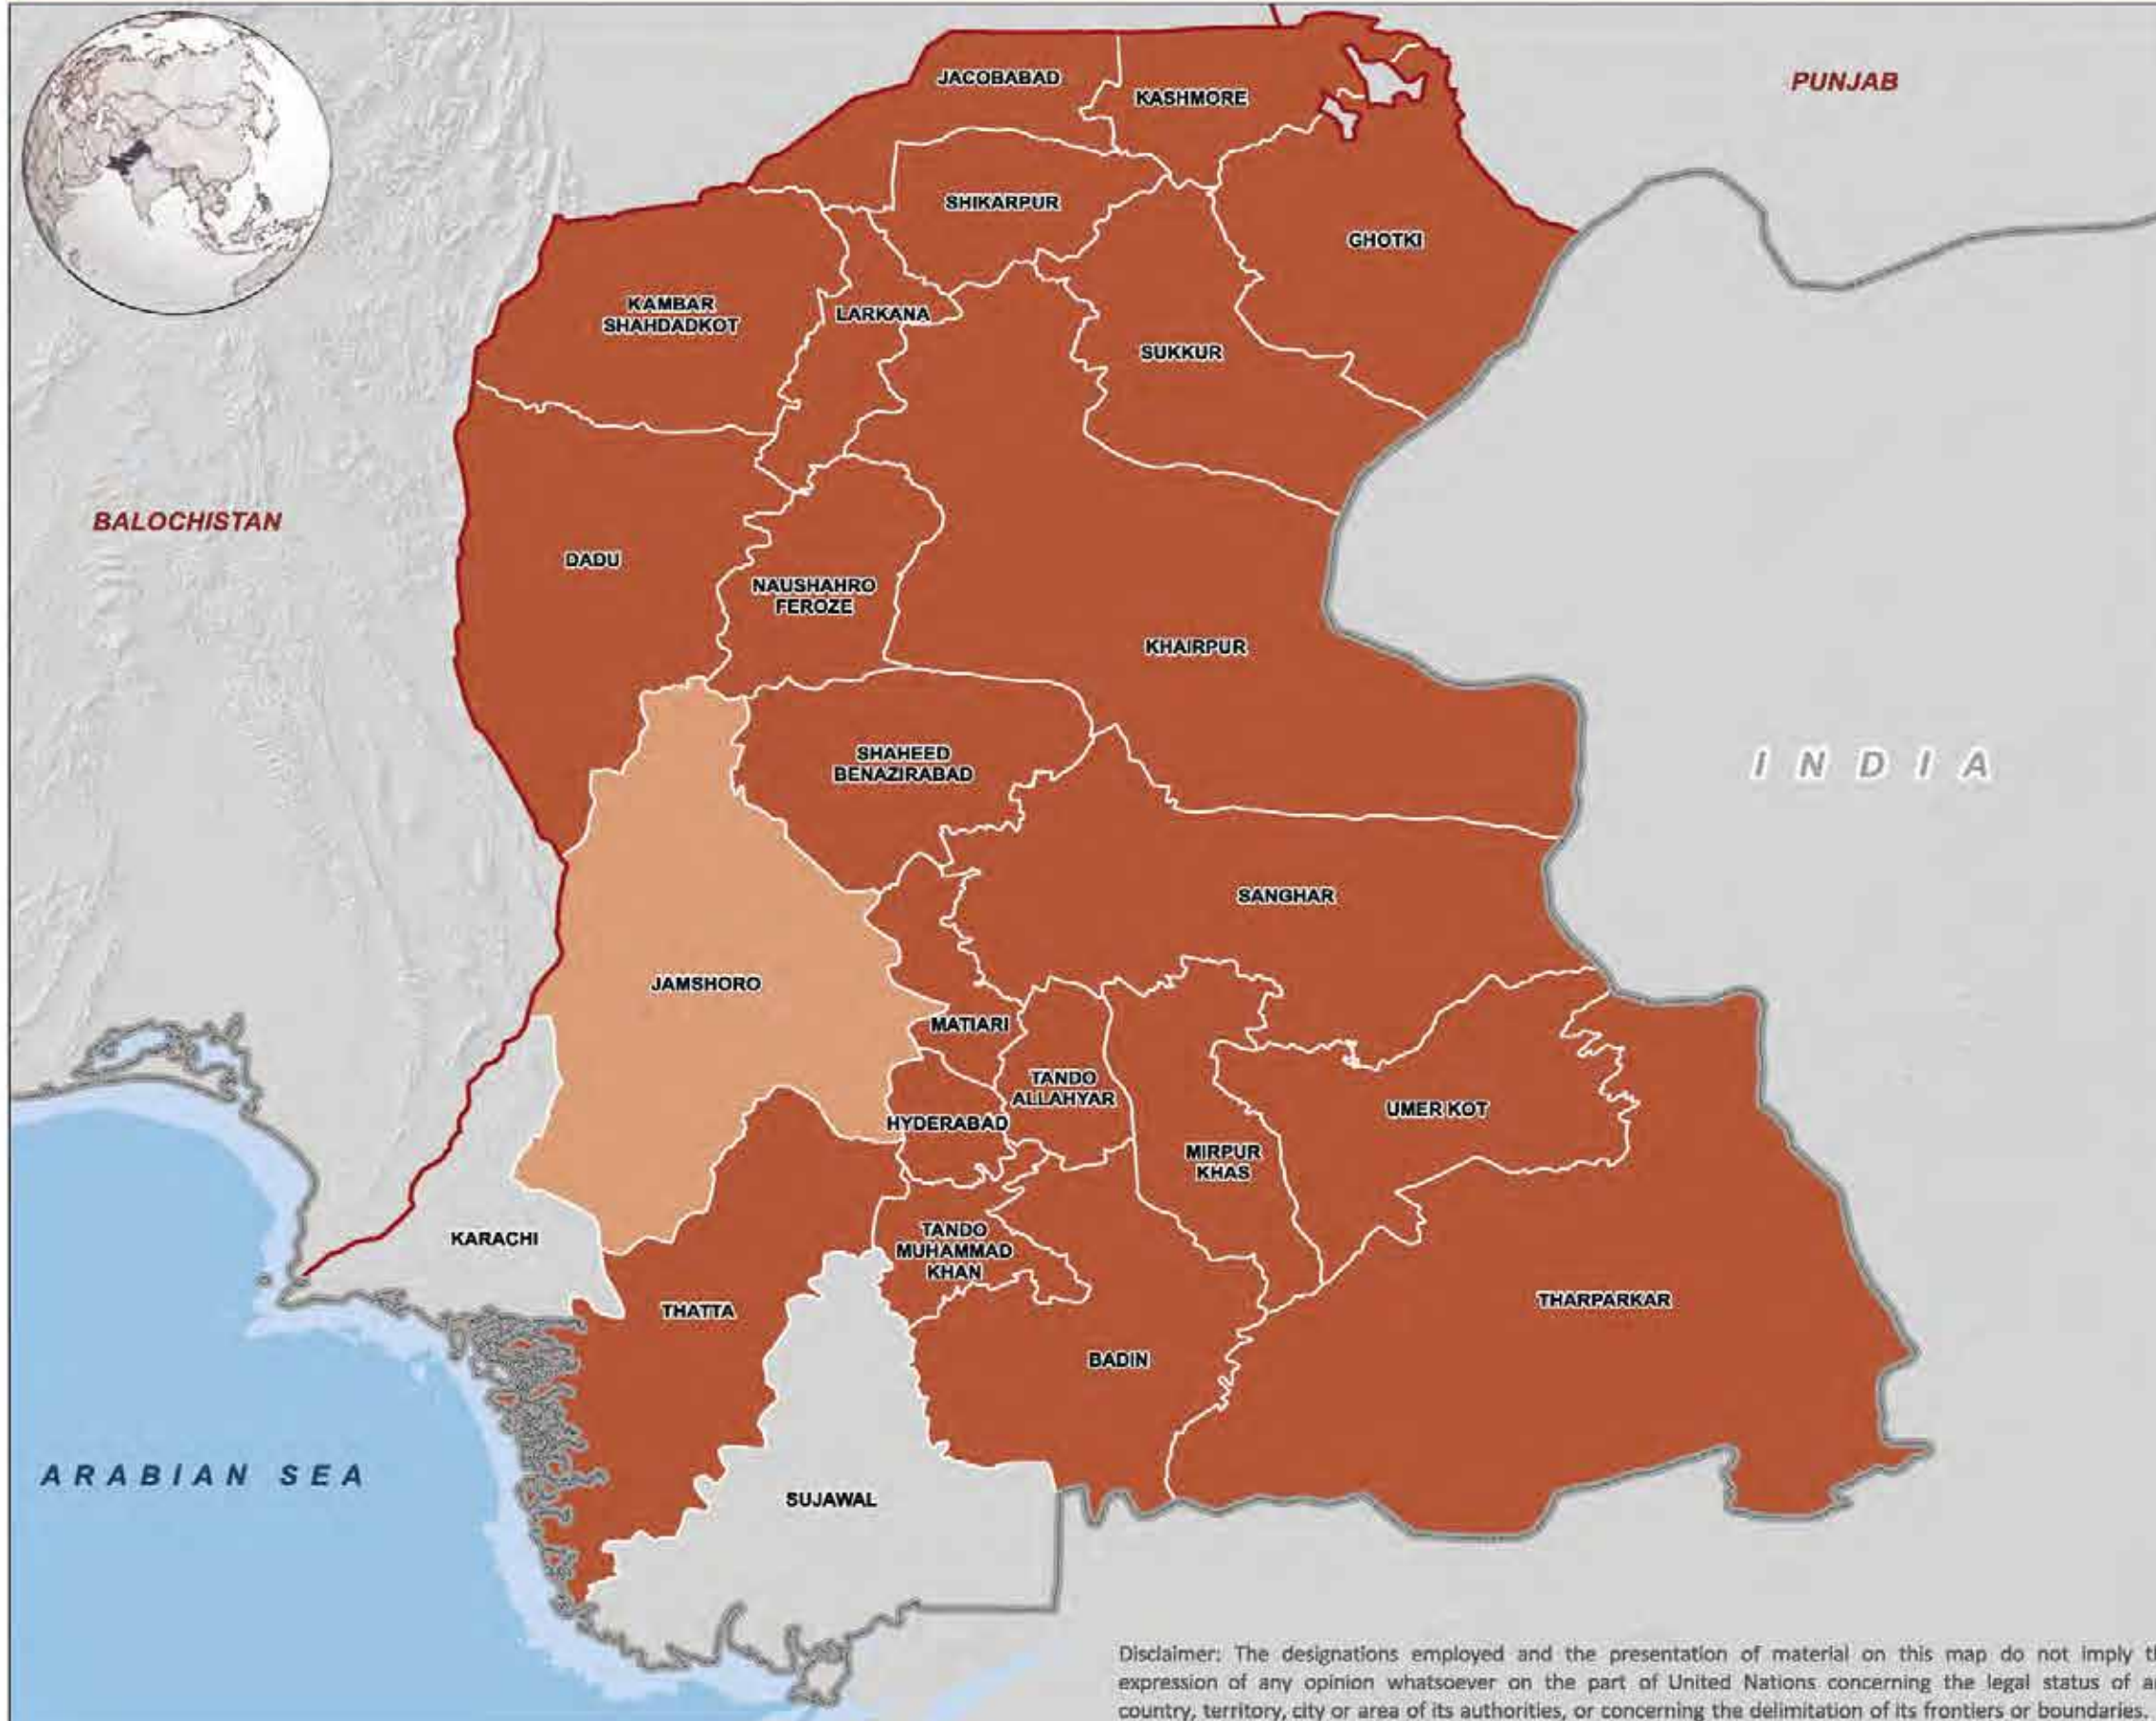 JACOBABAD
KASHMORE
PUNJAB
SHIKARPUR
GHOTKI
KAMBAR
SHAHDADKOT
LARKANA
SUKKUR
BALOCHISTAN
DADU
NAUSHAHRO
FEROZE
KHAIRPUR
SHAHEED
BENAZIRABAD
INDIA
SANGHAR
JAMSHORO
MATIARI
TANDO
ALLAHYAR
HYDERABAD
UMER KOT
MIRPUR
KHAS
KARACHI
TANDO
MUHAMMAD
KHAN
THATTA
THARPARKAR
BADIN
ARABIAN SEA
SUJAWAL
Disclaimer: The designations employed and the presentation of material on this map do not imply
expression of any opinion whatsoever on the part of United Nations concerning the legal status of
country, territory, city or area of its authorities, or concerning the delimitation of its frontiers or boundaries.